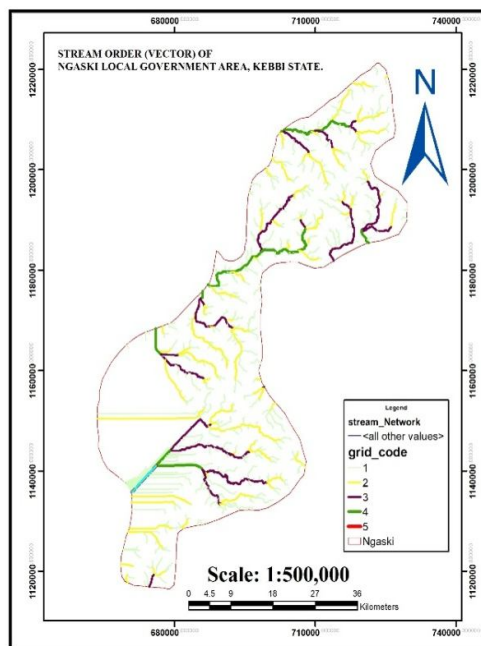 680000 710000 740000
STREAM ORDER (VECTOR) OF
NGASKI LOCAL GOVERNMENT AREA, KEBBI STATE.
N
1220000 1220000
1200000 1200000
1180000 1180000
1160000 1160000
1140000 1140000
1120000 1120000
Legend
stream_Network
<all other values>
grid_code
1
2
3
4
5
Ngaski
Scale: 1:500,000
0 4.5 9 18 27 36
Kilometers
680000 710000 740000